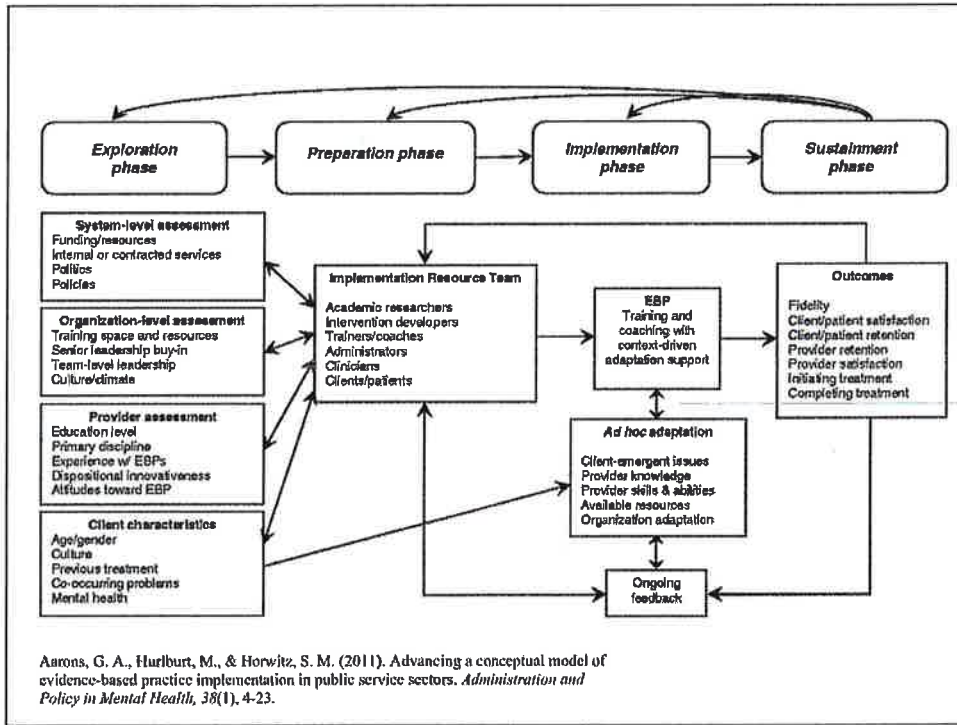 Exploration
phase
Preparation phase
Implementation
phase
Sustainment
phase
System-level assessment
Funding/resources
Internal or contracted services
Politics
Policies
Organization-level assessment
Training space and resources
Senior leadership buy-in
Team-level leadership
Culture/climate
Provider assessment
Education level
Primary discipline
Experience w/ EBPs
Dispositional innovativeness
Attitudes toward EBP
Client characteristics
Age/gender
Culture
Previous treatment
Co-occurring problems
Mental health
Implementation Resource Team
Academic researchers
Intervention developers
Trainers/coaches
Administrators
Clinicians
Clients/patients
EBP
Training and
coaching with
context-driven
adaptation support
Ad hoc adaptation
Client-emergent issues
Provider knowledge
Provider skills & abilities
Available resources
Organization adaptation
Ongoing
feedback
Outcomes
Fidelity
Client/patient satisfaction
Client/patient retention
Provider retention
Provider satisfaction
Initiating treatment
Completing treatment
Aarons, G. A., Hurlburt, M., & Horwitz, S. M. (2011). Advancing a conceptual model of
evidence-based practice implementation in public service sectors. Administration and
Policy in Mental Health, 38(1), 4-23.